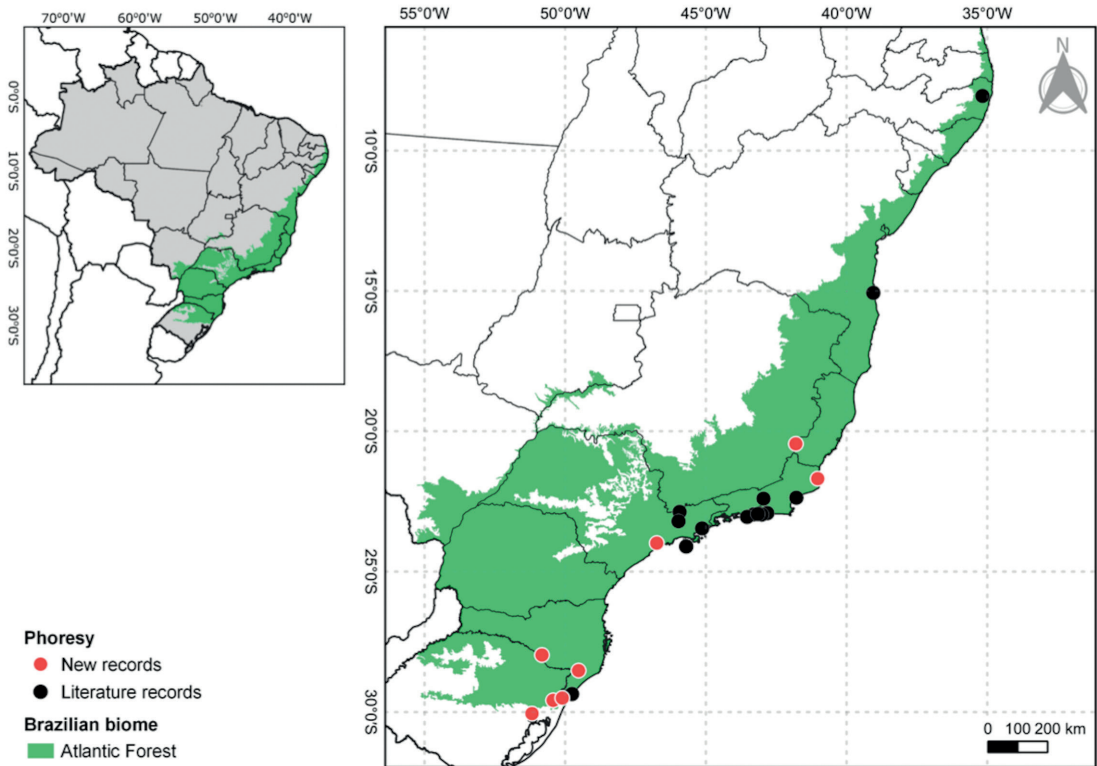 70°0'W 60°0'W 50°0'W 40°0'W
0°0'S
10°0'S
20°0'S
30°0'S
55°0'W 50°0'W 45°0'W 40°0'W 35°0'W
N
10°0'S
15°0'S
20°0'S
25°0'S
30°0'S
0 100 200 km
Phoresy
New records
Literature records
Brazilian biome
Atlantic Forest